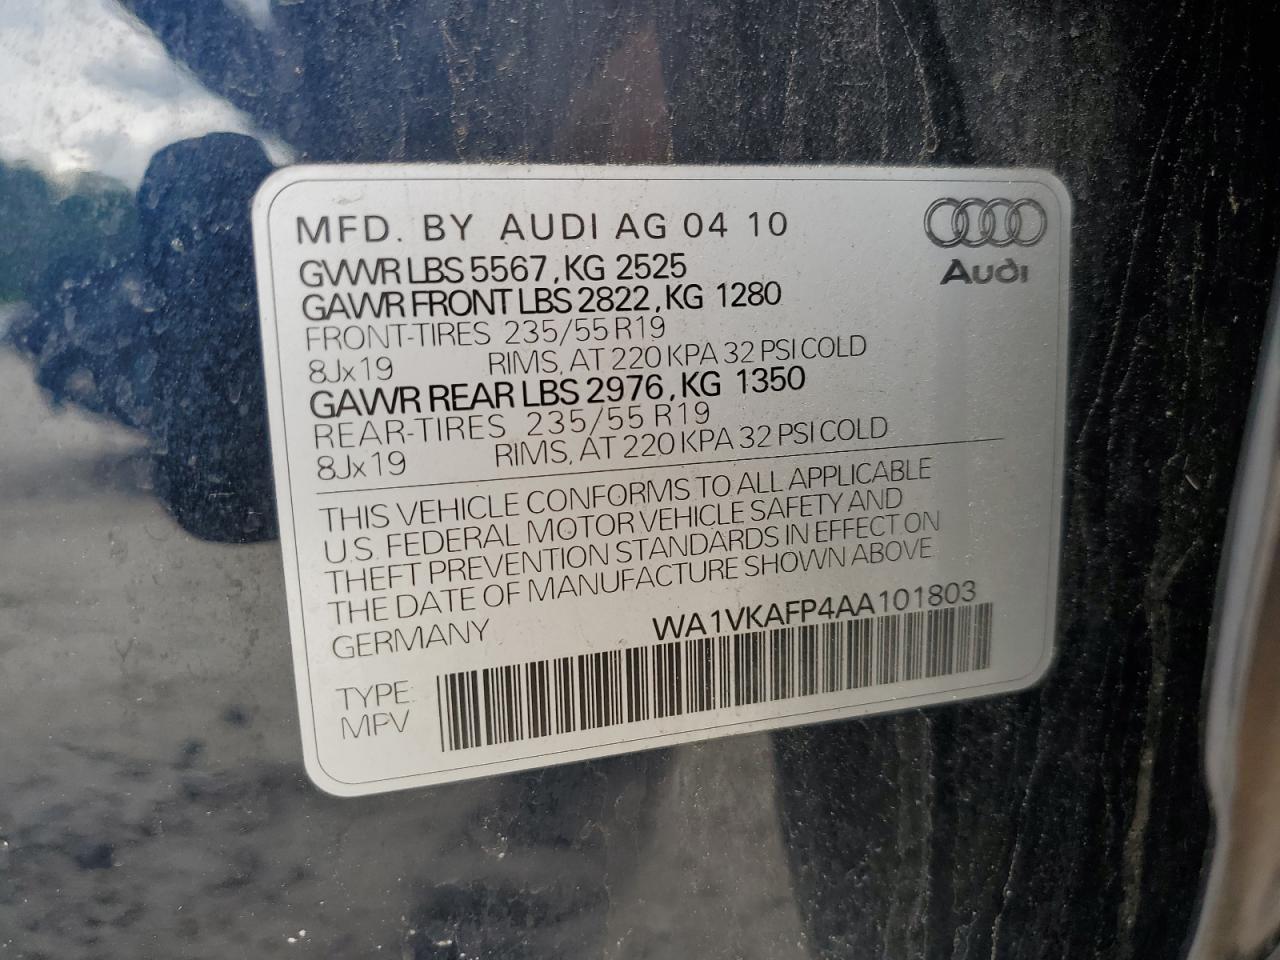 MFD. BY AUDI AG 04 10
Audi
GVWR LBS 5567, KG 2525
GAWR FRONT LBS 2822, KG 1280
FRONT-TIRES 235/55 R19
8Jx19 RIMS, AT 220 KPA 32 PSI COLD
GAWR REAR LBS 2976, KG 1350
REAR-TIRES 235/55 R19
8Jx19 RIMS, AT 220 KPA 32 PSI COLD
THIS VEHICLE CONFORMS TO ALL APPLICABLE
U.S. FEDERAL MOTOR VEHICLE SAFETY AND
THEFT PREVENTION STANDARDS IN EFFECT ON
THE DATE OF MANUFACTURE SHOWN ABOVE
GERMANY WA1VKAFP4AA101803
TYPE:
MPV